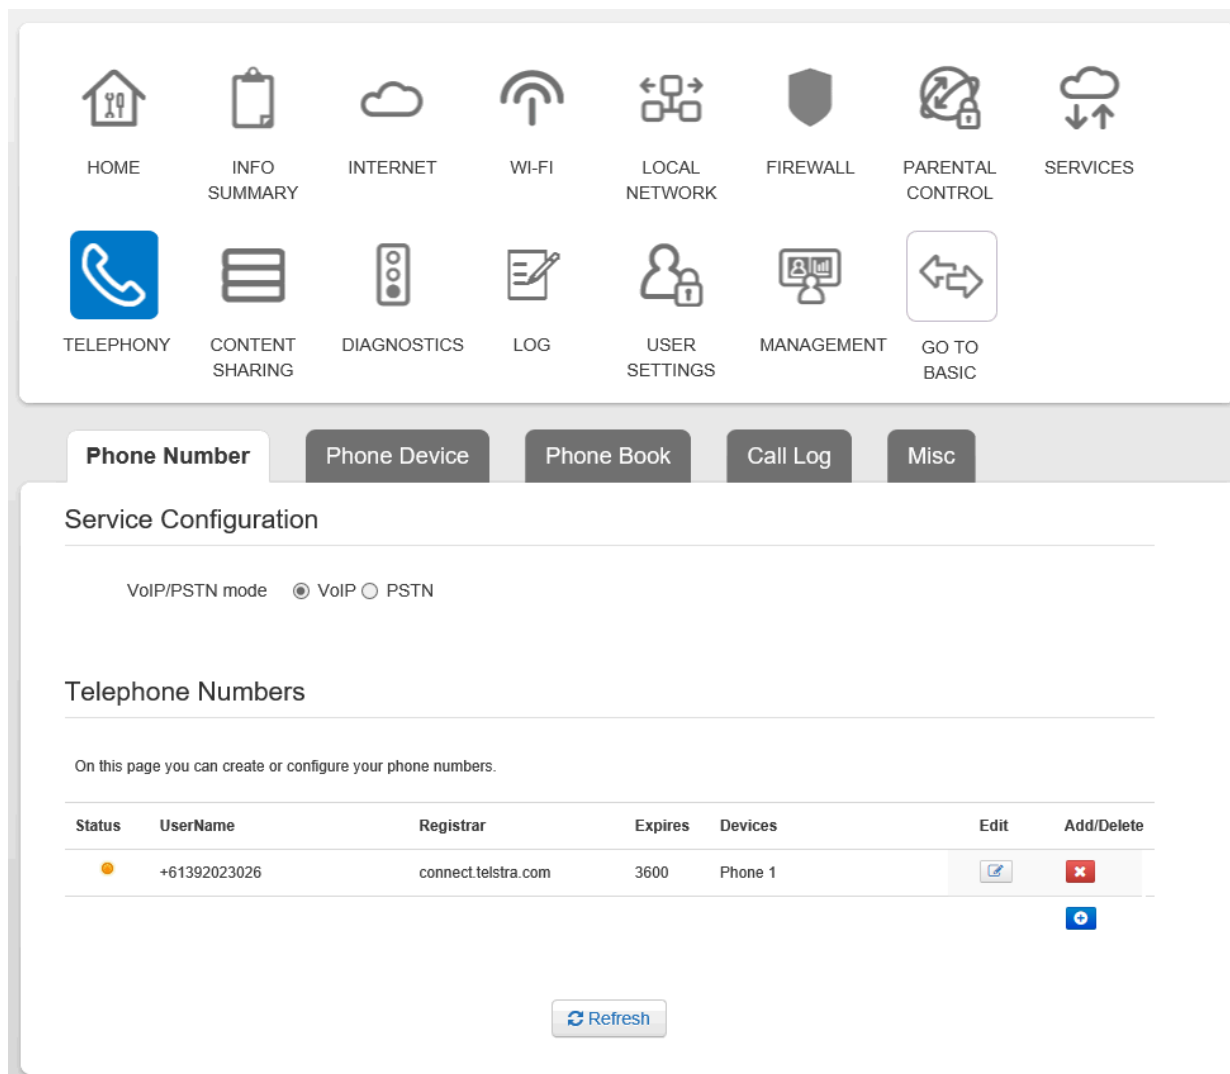 HOME INFO SUMMARY INTERNET WI-FI LOCAL NETWORK FIREWALL PARENTAL CONTROL SERVICES
TELEPHONY CONTENT SHARING DIAGNOSTICS LOG USER SETTINGS MANAGEMENT GO TO BASIC
Phone Number Phone Device Phone Book Call Log Misc
Service Configuration
VoIP/PSTN mode VoIP PSTN
Telephone Numbers
On this page you can create or configure your phone numbers.
Status UserName Registrar Expires Devices Edit Add/Delete
+61392023026 connect.telstra.com 3600 Phone 1
Refresh